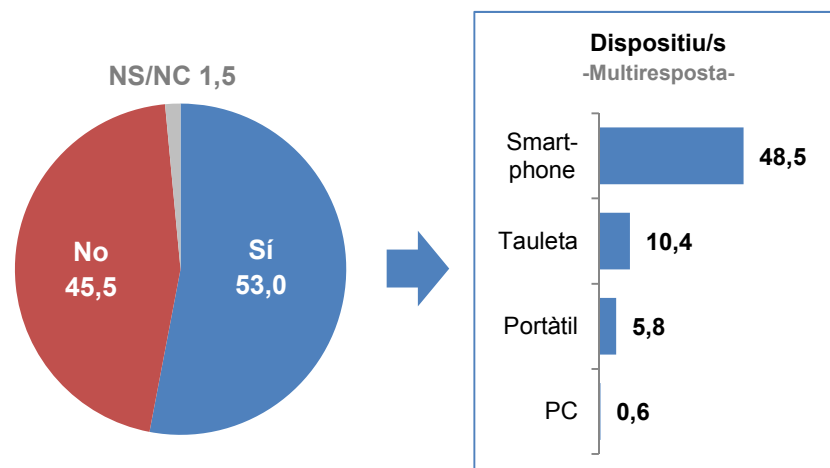 NS/NC 1,5
No
45,5
Sí
53,0
Dispositiu/s
-Multiresposta-
Smart-
phone
48,5
Tauleta
10,4
Portàtil
5,8
PC
0,6